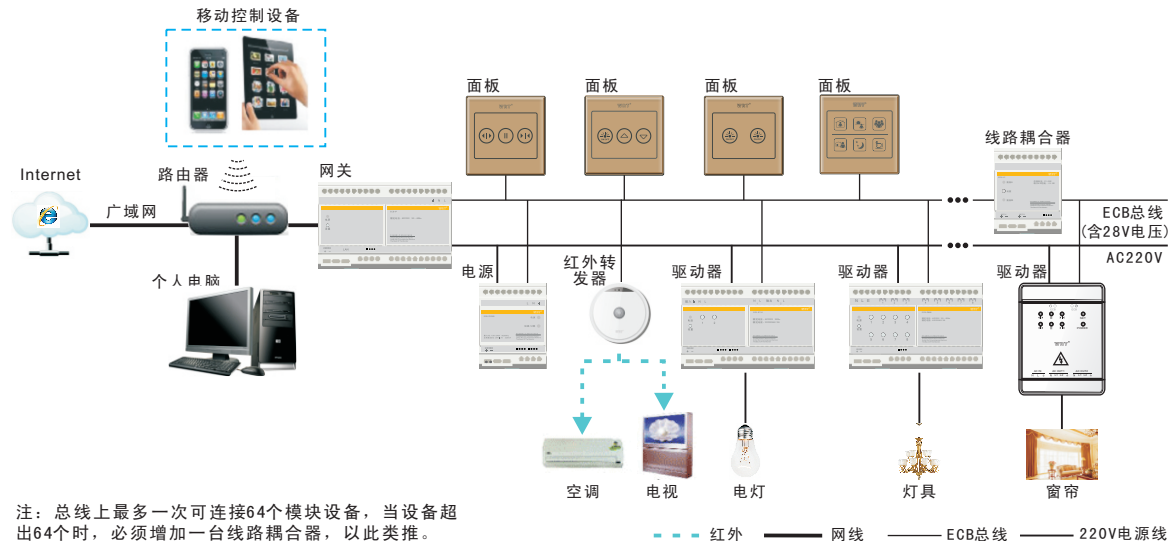 移动控制设备
面板
面板
面板
面板
线路耦合器
Internet
路由器
网关
广域网
ECB总线
(含28V电压)
AC220V
个人电脑
电源
红外转
发器
驱动器
驱动器
驱动器
WRT
空调
电视
电灯
灯具
窗帘
注：总线上最多一次可连接64个模块设备，当设备超
出64个时，必须增加一台线路耦合器，以此类推。
红外
网线
ECB总线
220V电源线